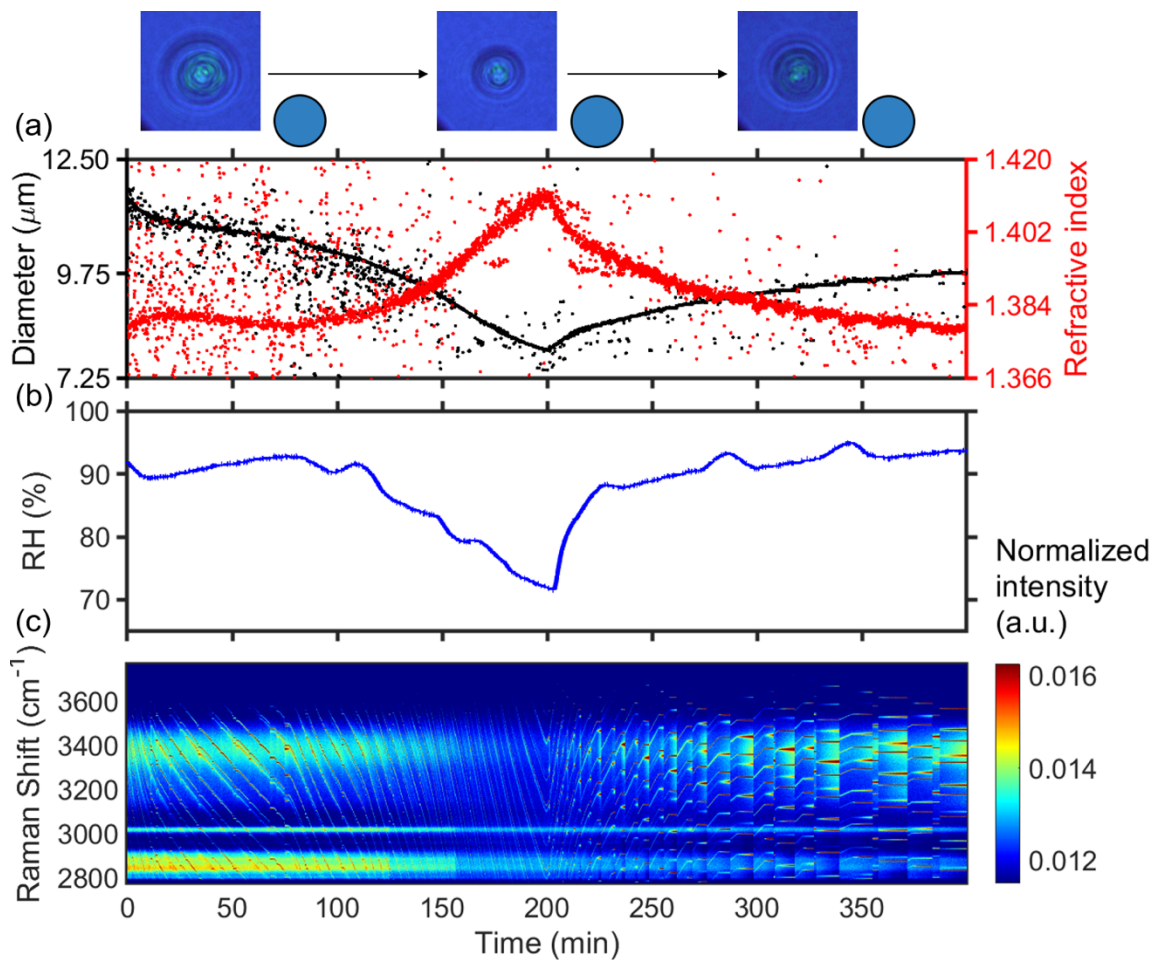 (a)
12.50
9.75
7.25
Diameter (μm)
1.420
1.402
1.384
1.366
Refractive index
(b)
100
90
80
70
RH (%)
(c)
3600
3400
3200
3000
2800
Raman Shift (cm⁻¹)
0
50
100
150
200
250
300
350
Time (min)
Normalized
intensity
(a.u.)
0.016
0.014
0.012